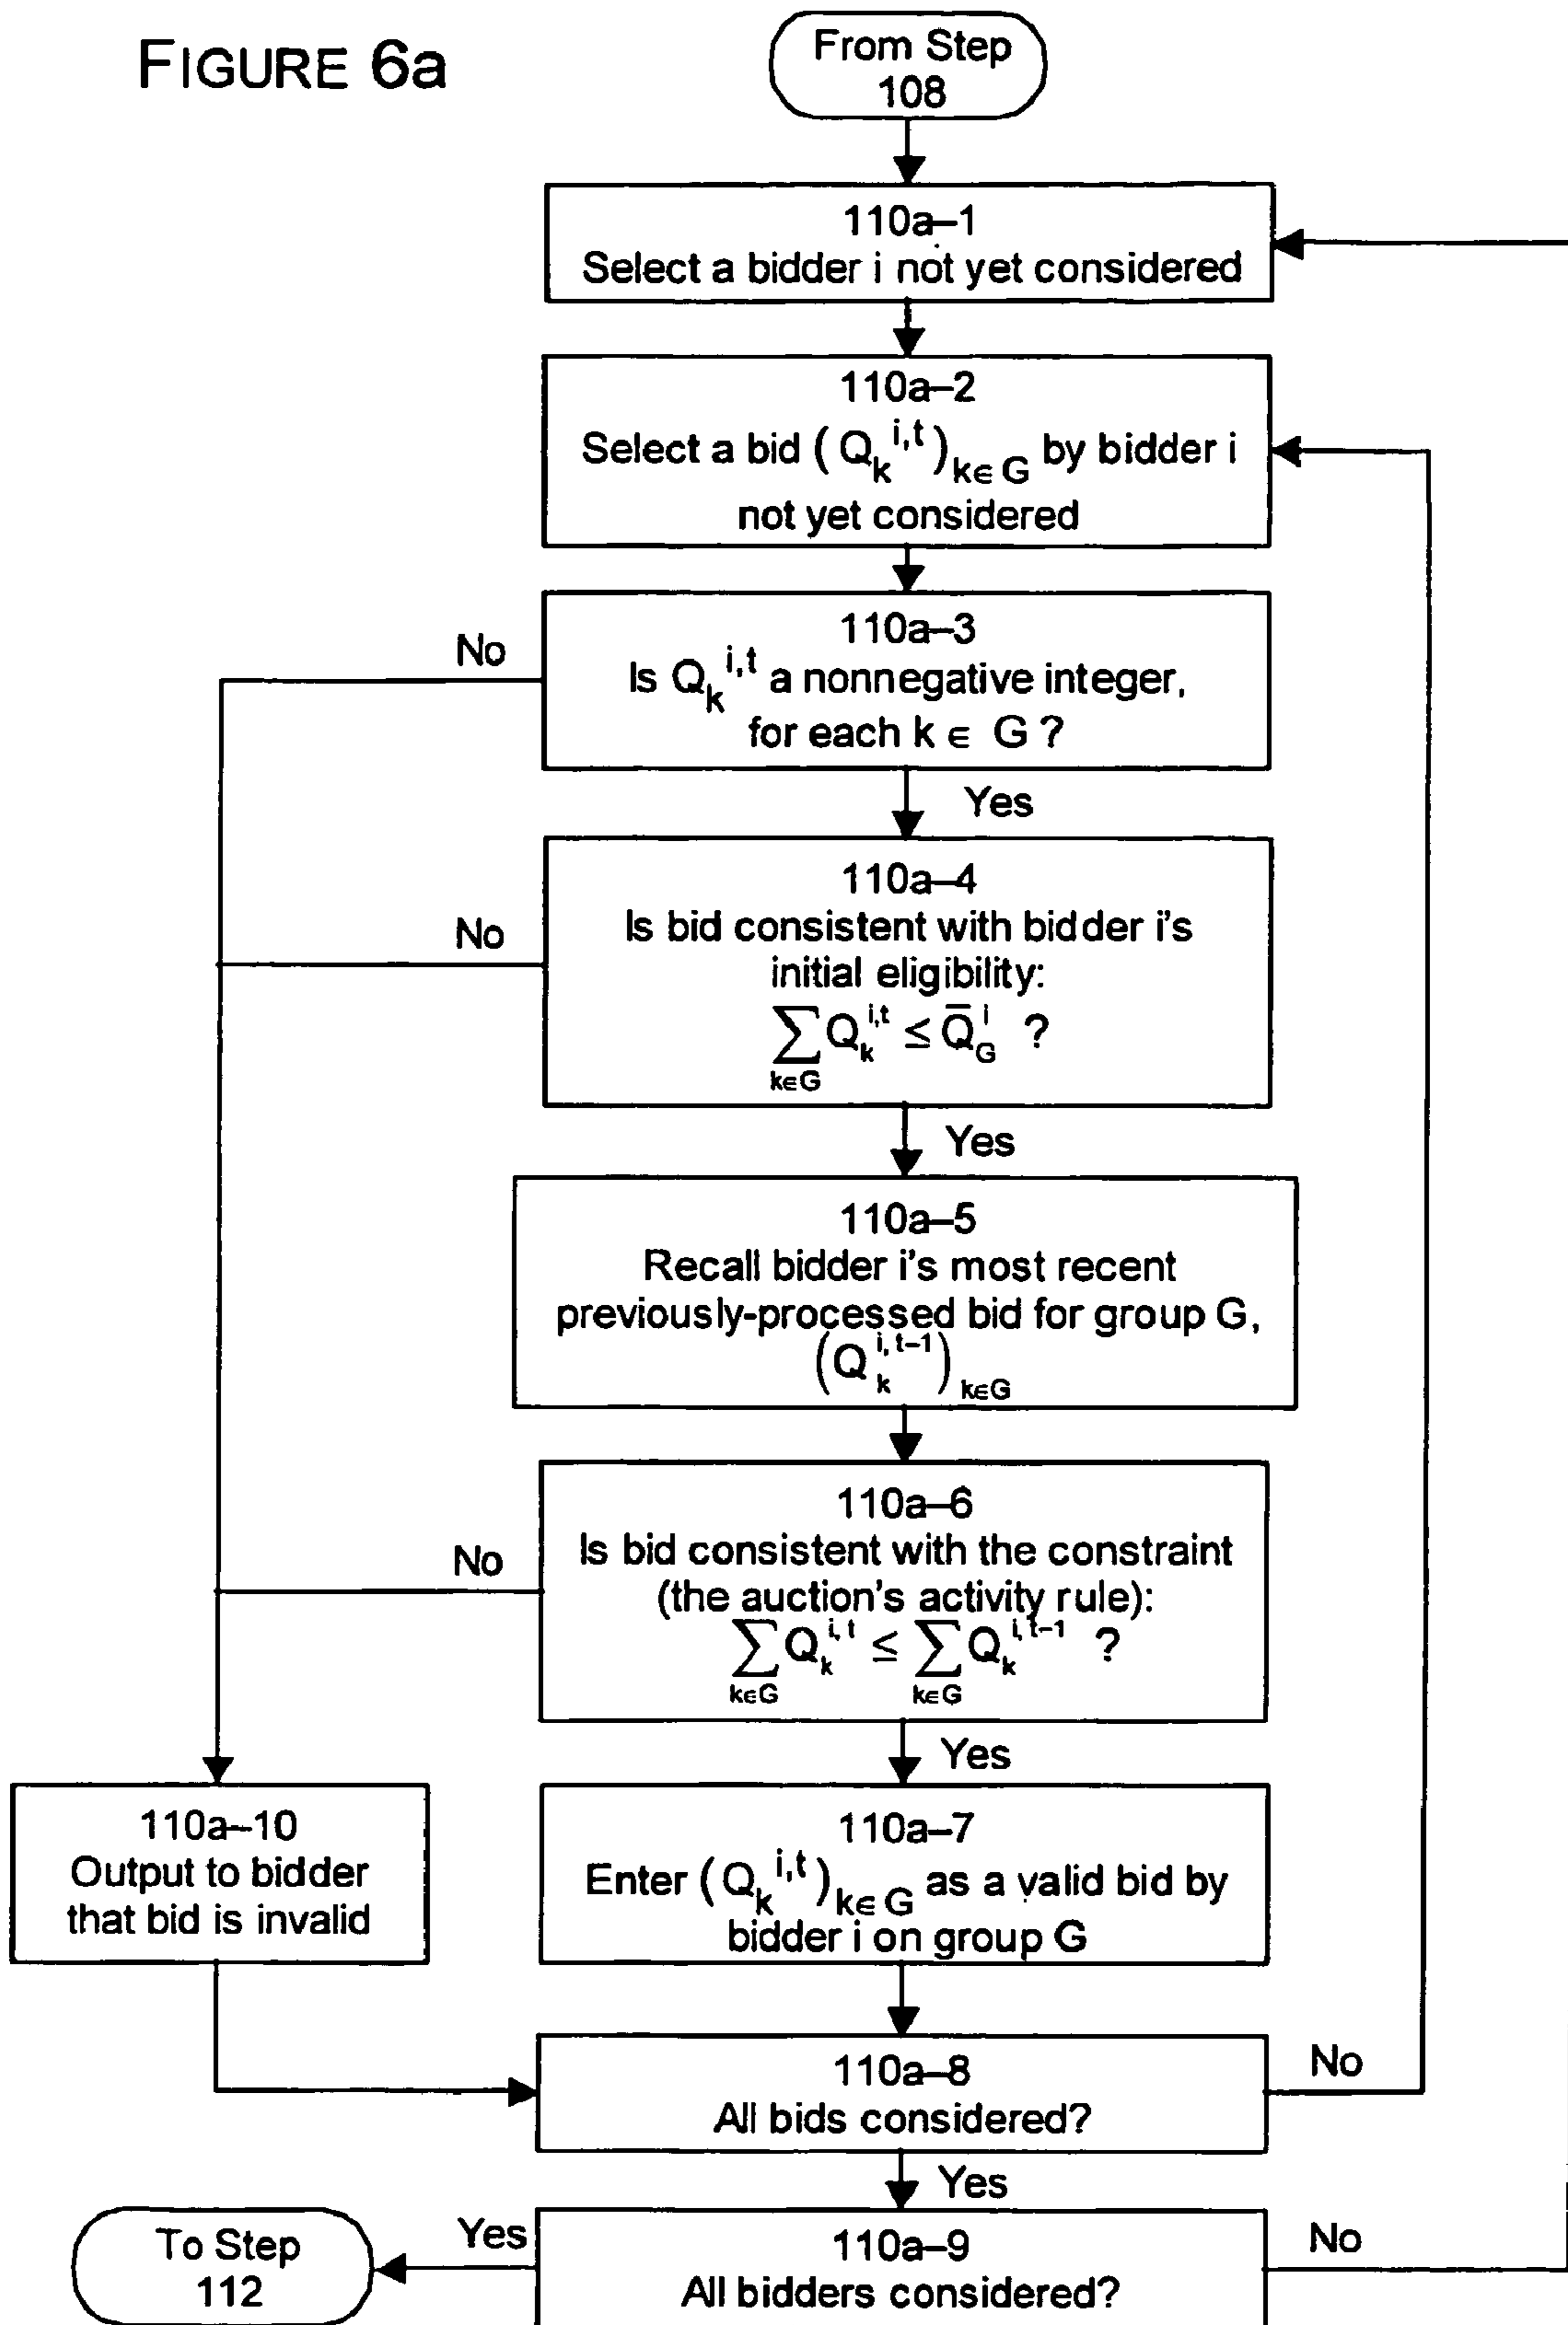 FIGURE 6a
From Step
108
110a–1
Select a bidder i not yet considered
110a–2
Select a bid (Q_k^{i,t})_{k∈G} by bidder i
not yet considered
110a–3
Is Q_k^{i,t} a nonnegative integer,
for each k ∈ G ?
No
Yes
110a–4
Is bid consistent with bidder i's
initial eligibility:
∑_{k∈G} Q_k^{i,t} ≤ Q̄_G^i ?
No
Yes
110a–5
Recall bidder i's most recent
previously-processed bid for group G,
(Q_k^{i,t–1})_{k∈G}
110a–6
Is bid consistent with the constraint
(the auction's activity rule):
∑_{k∈G} Q_k^{i,t} ≤ ∑_{k∈G} Q_k^{i,t–1} ?
No
Yes
110a–10
Output to bidder
that bid is invalid
110a–7
Enter (Q_k^{i,t})_{k∈G} as a valid bid by
bidder i on group G
110a–8
All bids considered?
No
Yes
110a–9
All bidders considered?
Yes
No
To Step
112